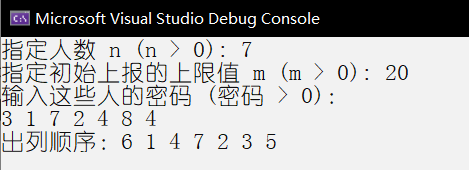 Microsoft Visual Studio Debug Console
指定人数 n (n > 0): 7
指定初始上报的上限值 m (m > 0): 20
输入这些人的密码 (密码 > 0):
3 1 7 2 4 8 4
出列顺序: 6 1 4 7 2 3 5